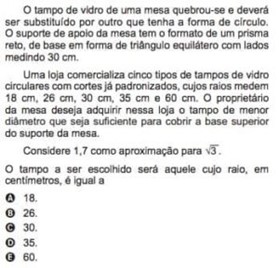 O tampo de vidro de uma mesa quebrou-se e deverá
ser substituído por outro que tenha a forma de círculo.
O suporte de apoio da mesa tem o formato de um prisma
reto, de base em forma de triângulo equilátero com lados
medindo 30 cm.
Uma loja comercializa cinco tipos de tampos de vidro
circulares com cortes já padronizados, cujos raios medem
18 cm, 26 cm, 30 cm, 35 cm e 60 cm. O proprietário
da mesa deseja adquirir nessa loja o tampo de menor
diâmetro que seja suficiente para cobrir a base superior
do suporte da mesa.
Considere 1,7 como aproximação para √3.
O tampo a ser escolhido será aquele cujo raio, em
centímetros, é igual a
A 18.
B 26.
C 30.
D 35.
E 60.